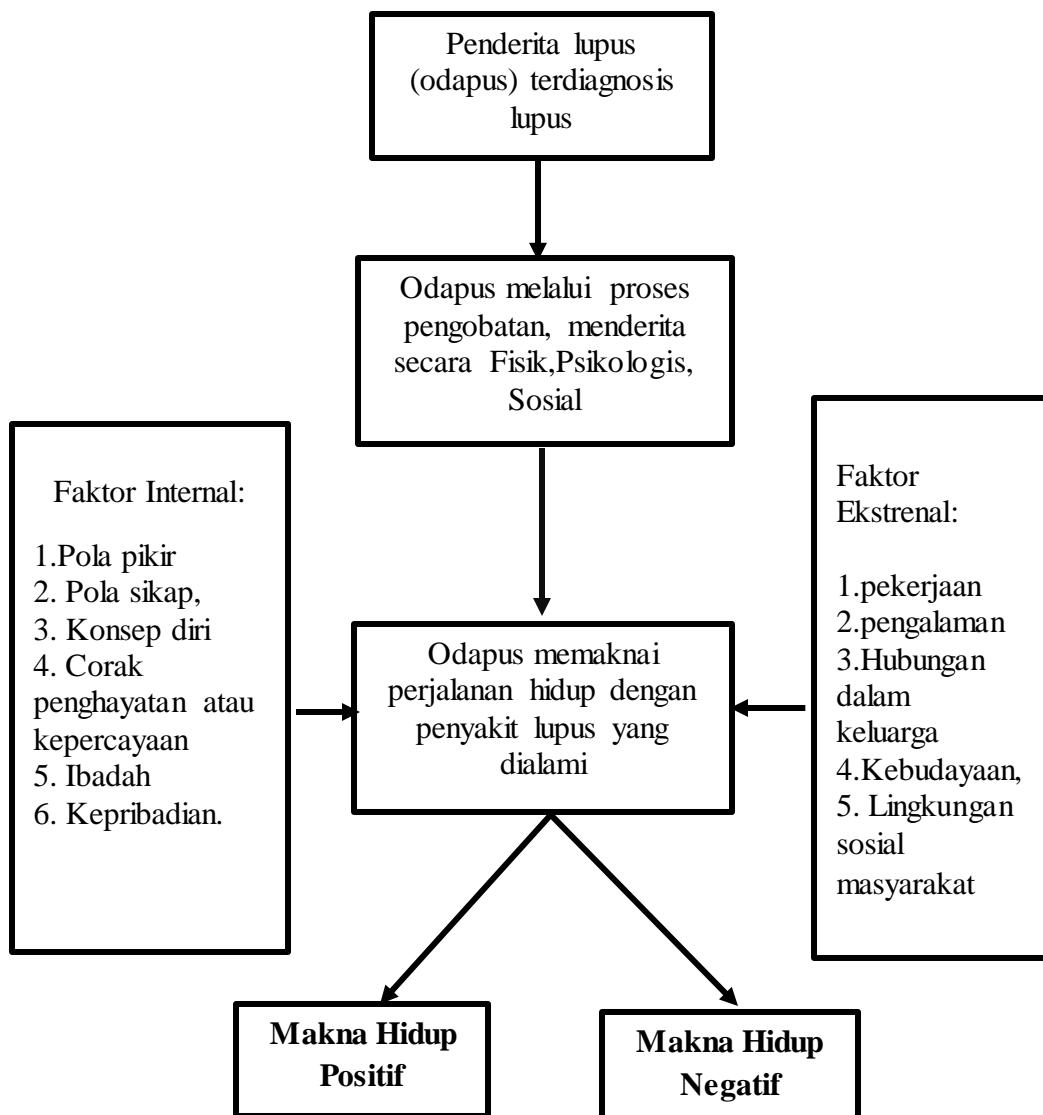 Penderita lupus
(odapus) terdiagnosis
lupus
Odapus melalui proses
pengobatan, menderita
secara Fisik,Psikologis,
Sosial
Faktor Internal:
1.Pola pikir
2. Pola sikap,
3. Konsep diri
4. Corak
penghayatan atau
kepercayaan
5. Ibadah
6. Kepribadian.
Faktor
Ekstrenal:
1.pekerjaan
2.pengalaman
3.Hubungan
dalam
keluarga
4.Kebudayaan,
5. Lingkungan
sosial
masyarakat
Odapus memaknai
perjalanan hidup dengan
penyakit lupus yang
dialami
Makna Hidup
Positif
Makna Hidup
Negatif